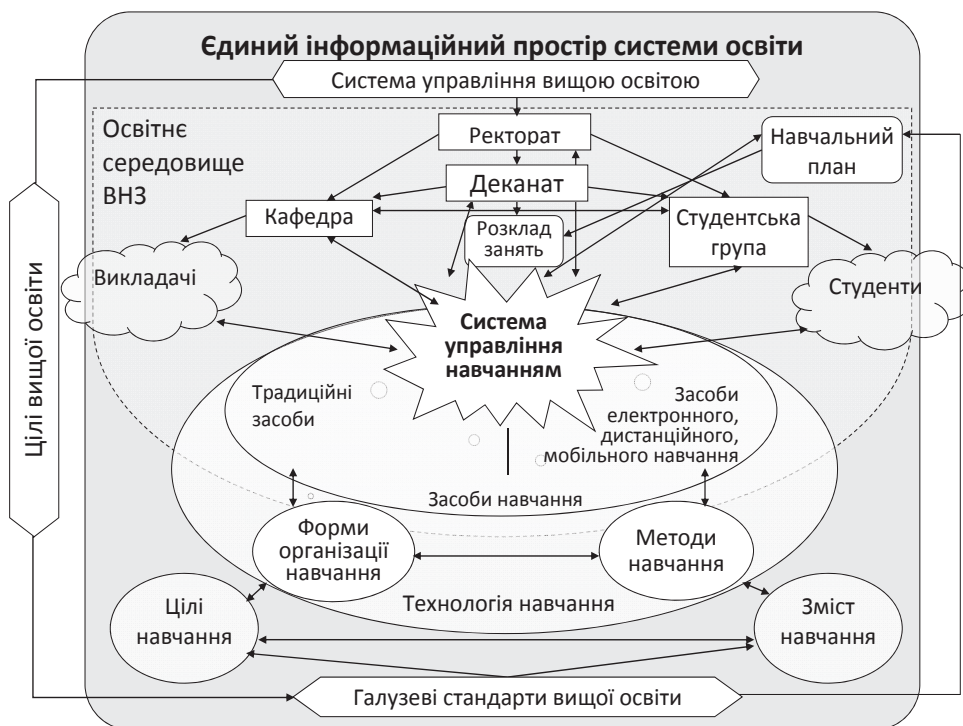 Єдиний інформаційний простір системи освіти
Система управління вищою освітою
Освітнє
середовище
ВНЗ
Ректорат
Навчальний
план
Деканат
Кафедра
Розклад
занять
Студентська
група
Викладачі
Студенти
Цілі вищої освіти
Система
управління
навчанням
Традиційні
засоби
Засоби
електронного,
дистанційного,
мобільного навчання
Засоби навчання
Форми
організації
навчання
Методи
навчання
Технологія навчання
Цілі
навчання
Зміст
навчання
Галузеві стандарти вищої освіти